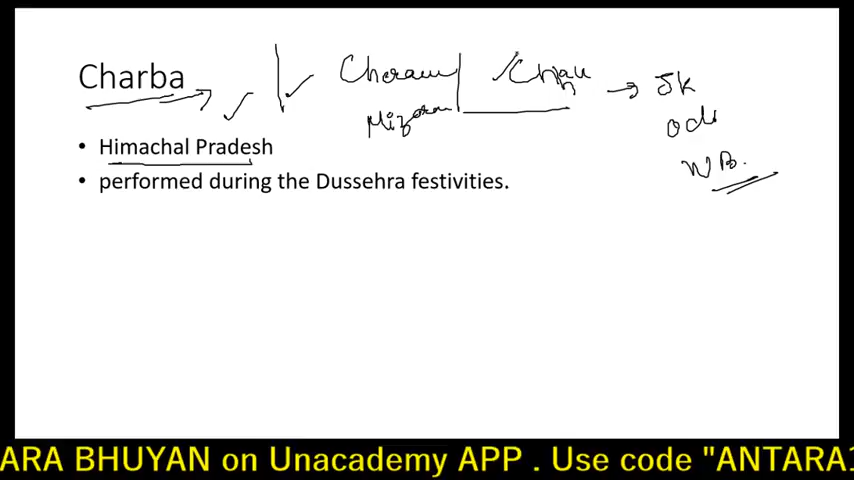 Charba
Cheraw
Chhau
JK
Mizoram
Odi
WB.
• Himachal Pradesh
• performed during the Dussehra festivities.
ARA BHUYAN on Unacademy APP . Use code "ANTARA1